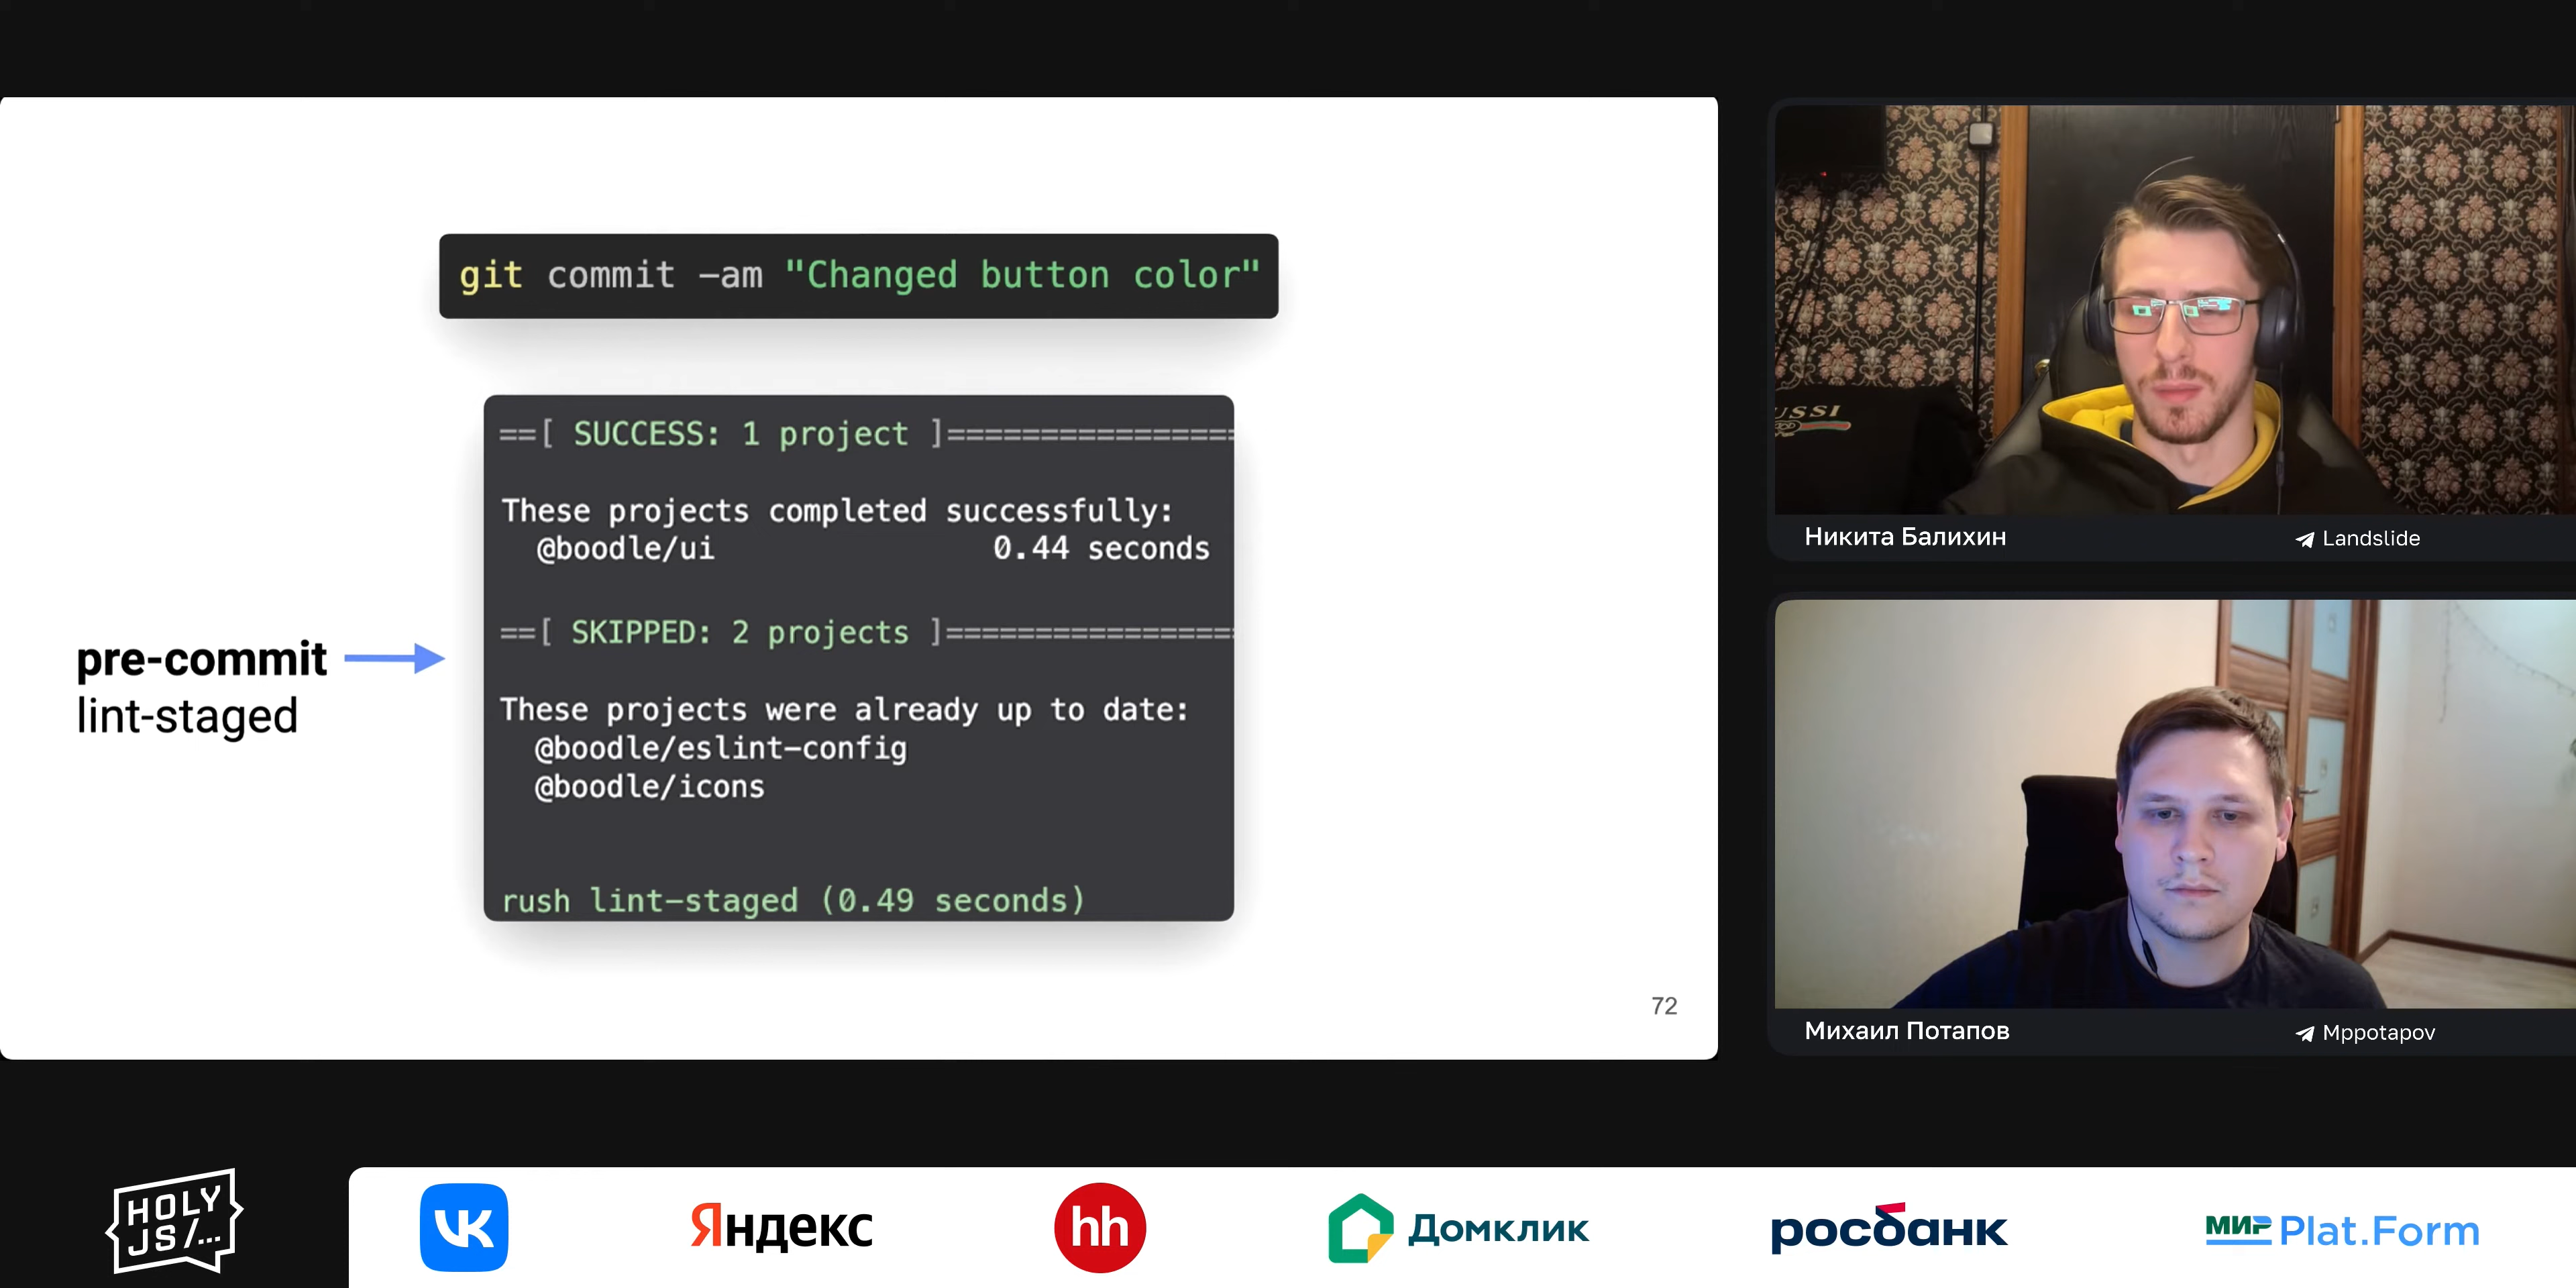 git commit -am "Changed button color"
==[ SUCCESS: 1 project ]================
These projects completed successfully:
@boodle/ui 0.44 seconds
==[ SKIPPED: 2 projects ]================
These projects were already up to date:
@boodle/eslint-config
@boodle/icons
rush lint-staged (0.49 seconds)
pre-commit
lint-staged
72
USSI
Никита Балихин
Landslide
Михаил Потапов
Mppotapov
HOLY
JS/...
VK
Яндекс
hh
Домклик
росбанк
МИР Plat.Form